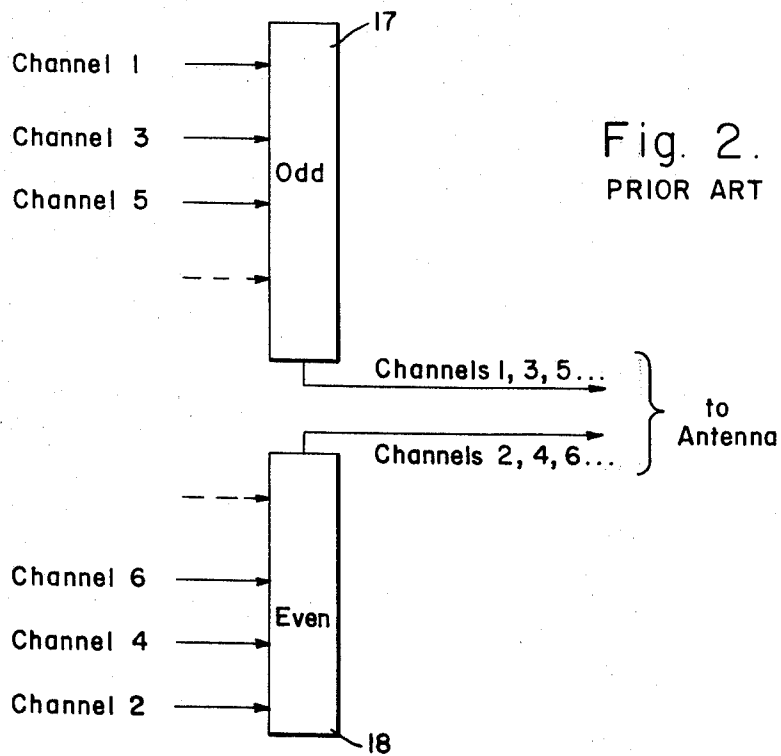 17
Channel 1
Channel 3
Channel 5
Odd
Fig. 2.
PRIOR ART
Channels 1, 3, 5...
to
Antenna
Channels 2, 4, 6...
Channel 6
Channel 4
Channel 2
Even
18